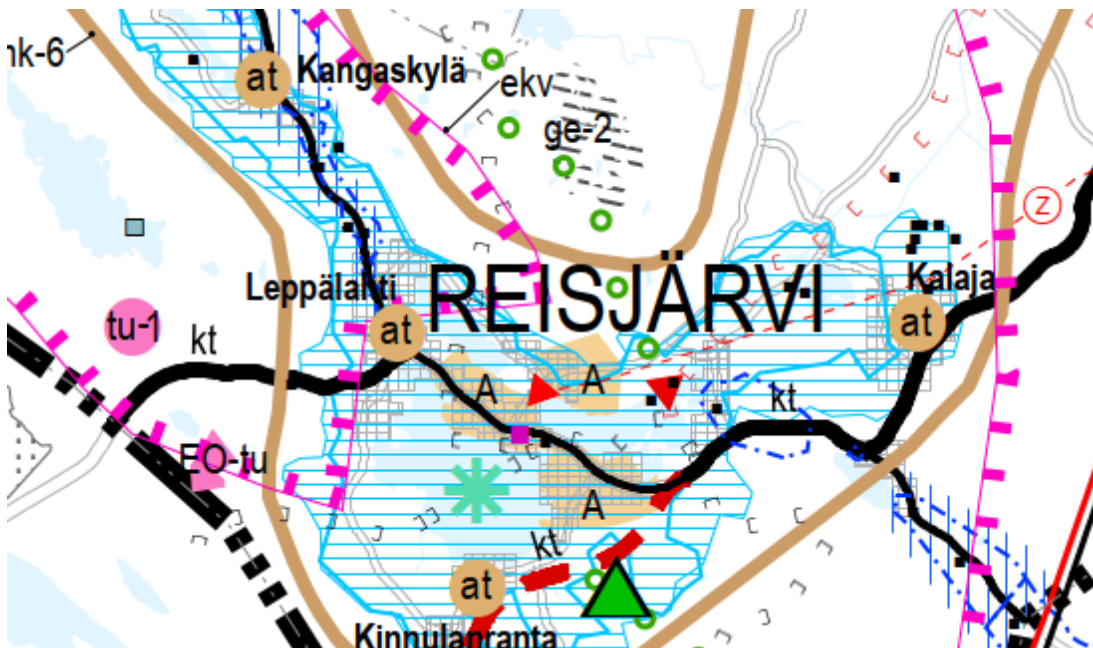 nk-6
at
Kangaskylä
ekv
ge-2
Z
Leppälahti
REISJÄRVI
Kalaja
tu-1
kt
at
at
A
A
kt
EO-tu
A
kt
at
Kinnulanranta